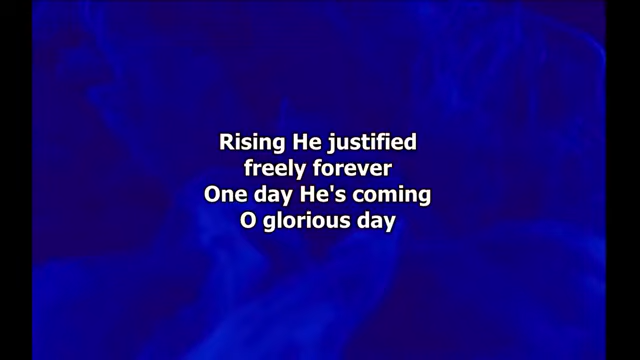 Rising He justified
freely forever
One day He's coming
O glorious day